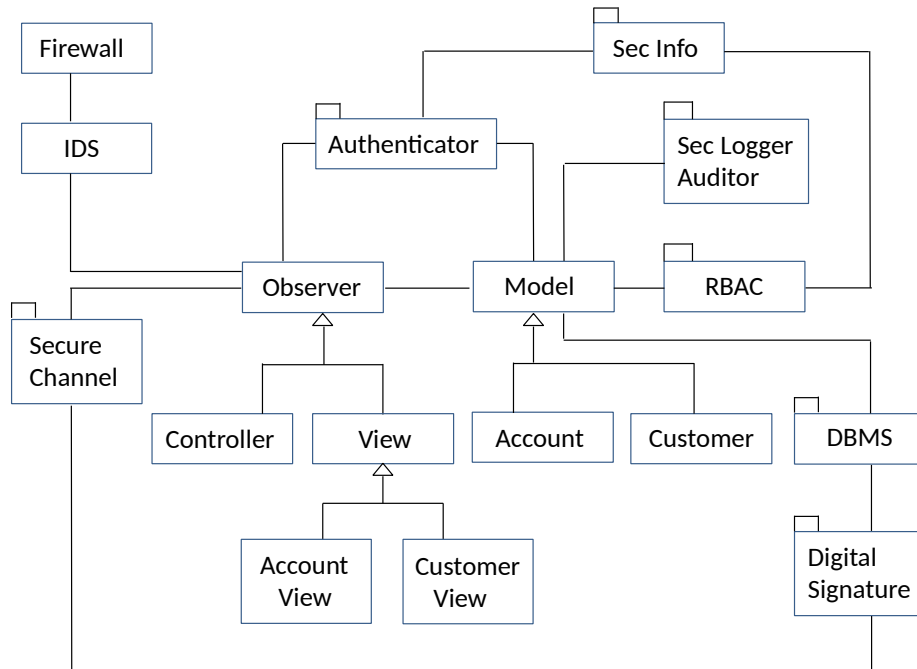 Firewall
Sec Info
IDS
Authenticator
Sec Logger
Auditor
Observer
Model
RBAC
Secure
Channel
Controller
View
Account
Customer
DBMS
Account
View
Customer
View
Digital
Signature